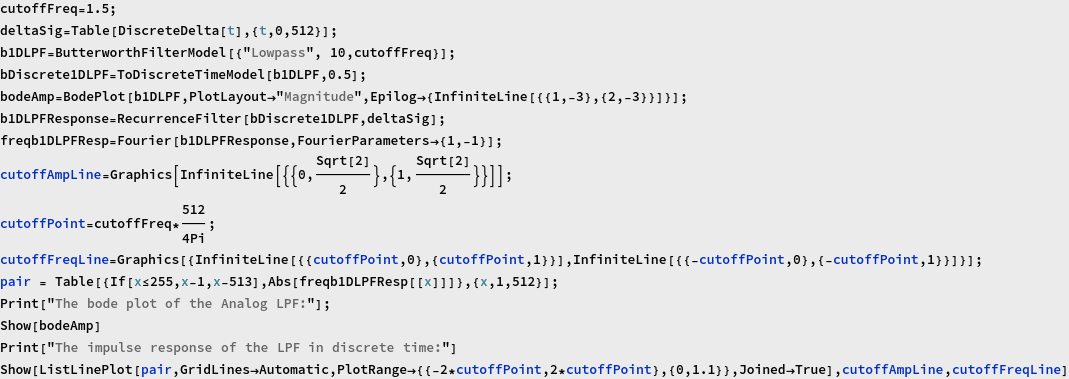 cutoffFreq=1.5;
deltaSig=Table[DiscreteDelta[t],{t,0,512}];
b1DLPF=ButterworthFilterModel[{"Lowpass", 10,cutoffFreq}];
bDiscrete1DLPF=ToDiscreteTimeModel[b1DLPF,0.5];
bodeAmp=BodePlot[b1DLPF,PlotLayout→"Magnitude",Epilog→{InfiniteLine[{{1,-3},{2,-3}}]}];
b1DLPFResponse=RecurrenceFilter[bDiscrete1DLPF,deltaSig];
freqb1DLPFResp=Fourier[b1DLPFResponse,FourierParameters→{1,-1}];
cutoffAmpLine=Graphics[InfiniteLine[{{0,Sqrt[2]/2},{1,Sqrt[2]/2}}]];
cutoffPoint=cutoffFreq*512/4Pi;
cutoffFreqLine=Graphics[{InfiniteLine[{{cutoffPoint,0},{cutoffPoint,1}}],InfiniteLine[{{-cutoffPoint,0},{-cutoffPoint,1}}]}];
pair = Table[{If[x≤255,x-1,x-513],Abs[freqb1DLPFResp[[x]]]},{x,1,512}];
Print["The bode plot of the Analog LPF:"];
Show[bodeAmp]
Print["The impulse response of the LPF in discrete time:"]
Show[ListLinePlot[pair,GridLines→Automatic,PlotRange→{{-2*cutoffPoint,2*cutoffPoint},{0,1.1}},Joined→True],cutoffAmpLine,cutoffFreqLine]